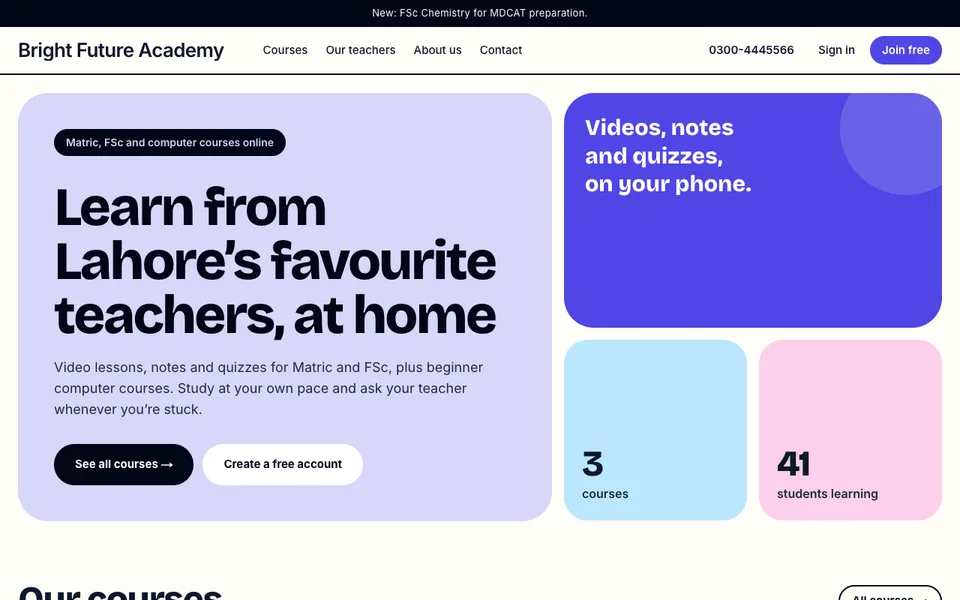 New: FSc Chemistry for MDCAT preparation.
Bright Future Academy
Courses
Our teachers
About us
Contact
0300-4445566
Sign in
Join free
Matric, FSc and computer courses online
Learn from
Lahore’s favourite
teachers, at home
Video lessons, notes and quizzes for Matric and FSc, plus beginner
computer courses. Study at your own pace and ask your teacher
whenever you’re stuck.
See all courses →
Create a free account
Videos, notes
and quizzes,
on your phone.
3
courses
41
students learning
Our courses
All courses →